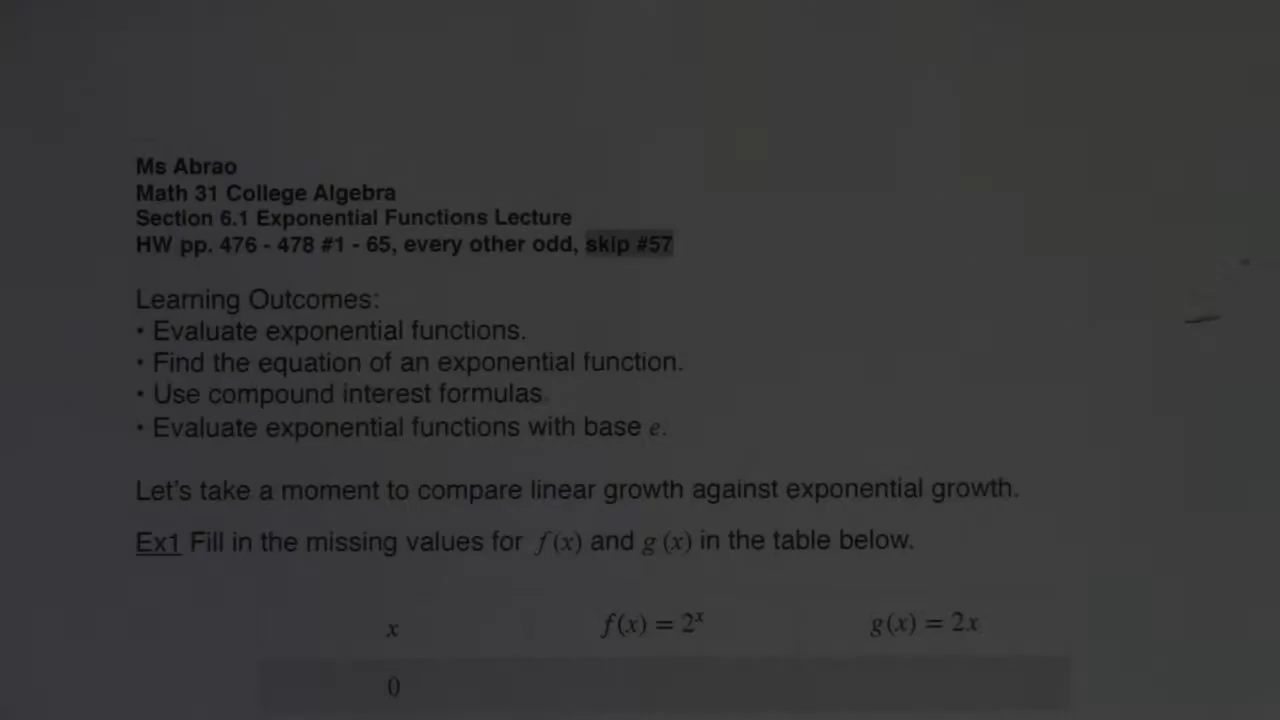 Ms Abrao
Math 31 College Algebra
Section 6.1 Exponential Functions Lecture
HW pp. 476 - 478 #1 - 65, every other odd, skip #57
Learning Outcomes:
• Evaluate exponential functions.
• Find the equation of an exponential function.
• Use compound interest formulas.
• Evaluate exponential functions with base e.
Let's take a moment to compare linear growth against exponential growth.
Ex1 Fill in the missing values for f(x) and g (x) in the table below.
x f(x) = 2ˣ g(x) = 2x
0